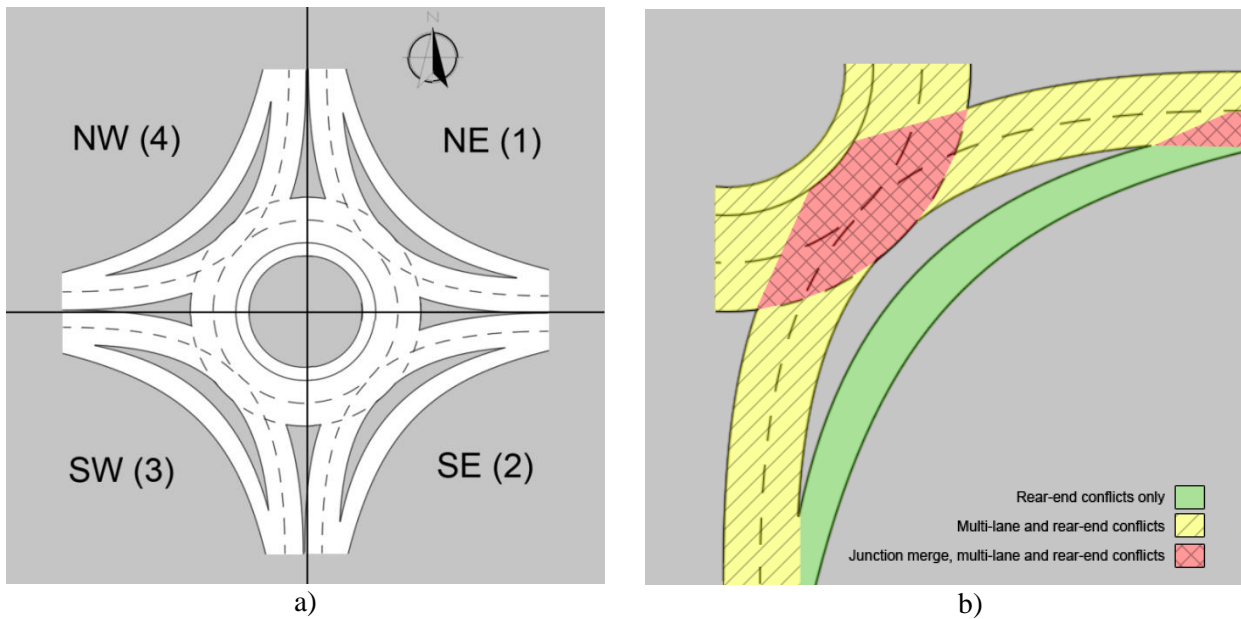 N
NW (4)
NE (1)
SW (3)
SE (2)
a)
Rear-end conflicts only
Multi-lane and rear-end conflicts
Junction merge, multi-lane and rear-end conflicts
b)